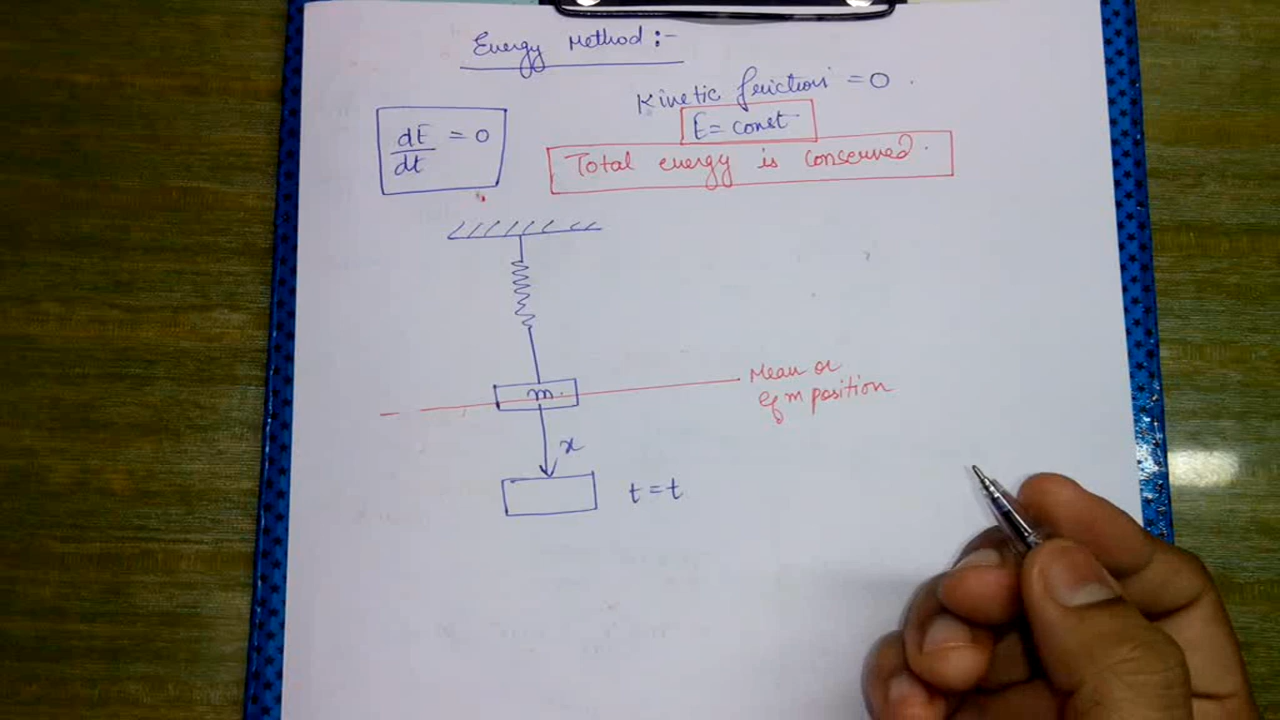 Energy Method :-
Kinetic friction = 0 .
E = const
dE/dt = 0
Total energy is conserved .
m .
Mean or
Eqm position
x
t = t